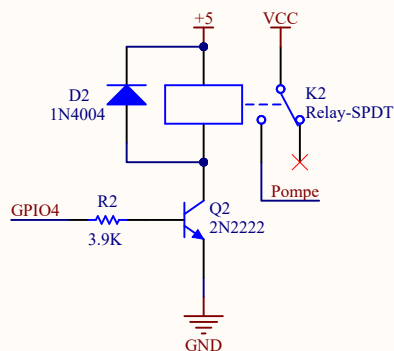 +5
VCC
D2
1N4004
K2
Relay-SPDT
Pompe
GPIO4
R2
3.9K
Q2
2N2222
GND